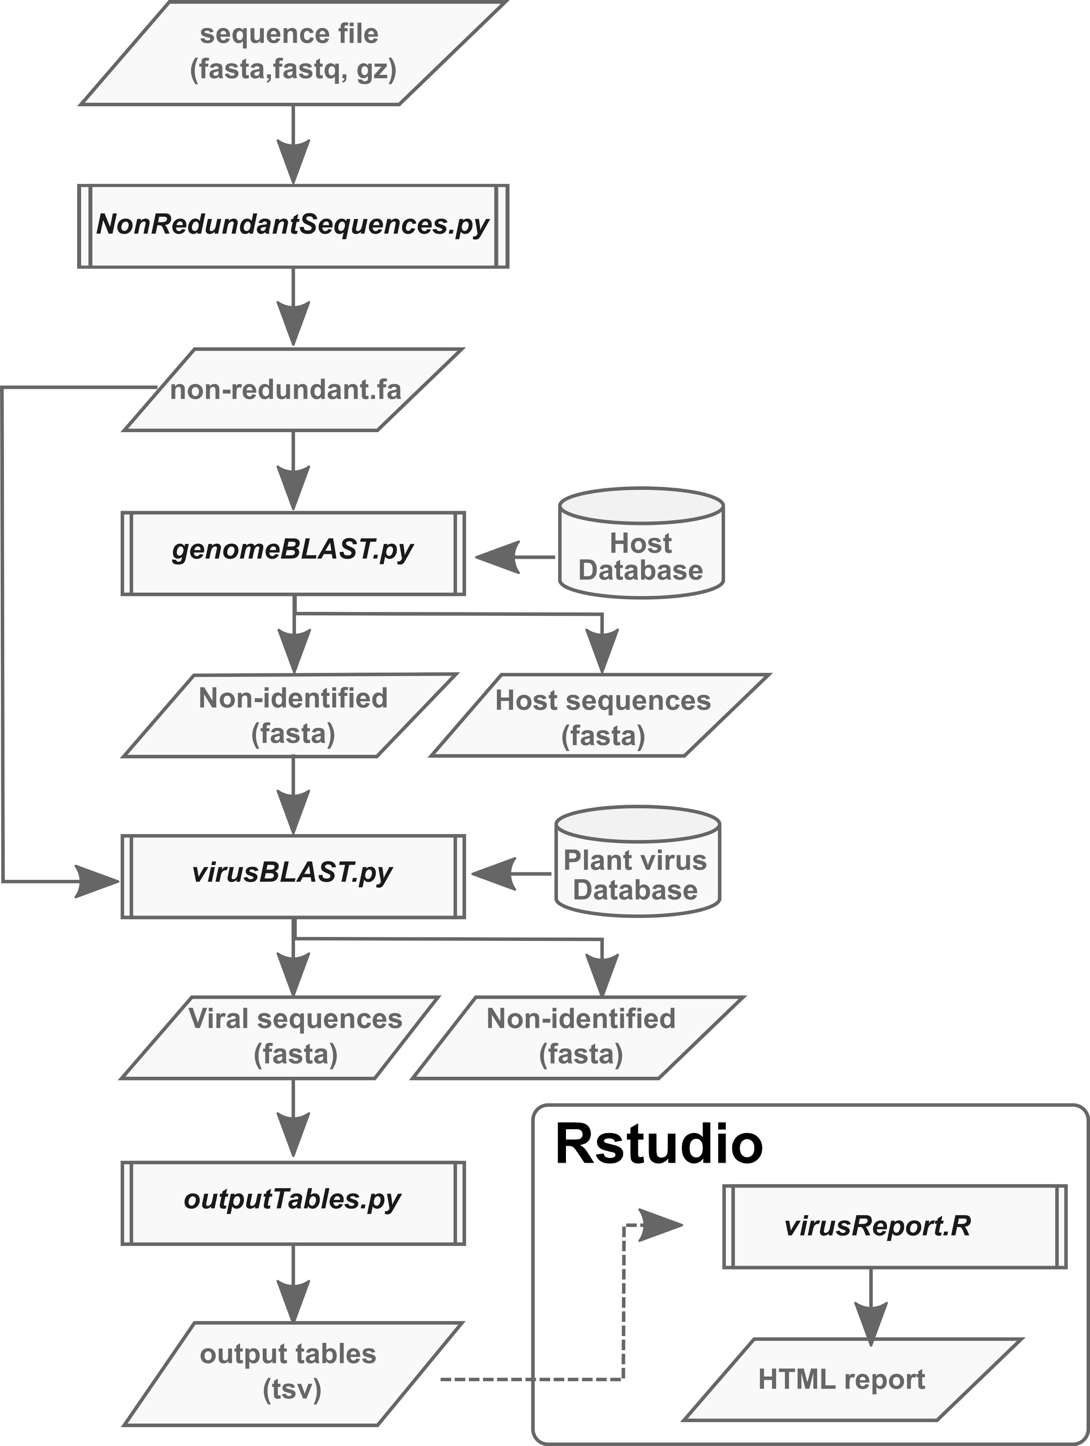 sequence file
(fasta,fastq, gz)
NonRedundantSequences.py
non-redundant.fa
genomeBLAST.py
Host
Database
Non-identified
(fasta)
Host sequences
(fasta)
virusBLAST.py
Plant virus
Database
Viral sequences
(fasta)
Non-identified
(fasta)
outputTables.py
output tables
(tsv)
Rstudio
virusReport.R
HTML report